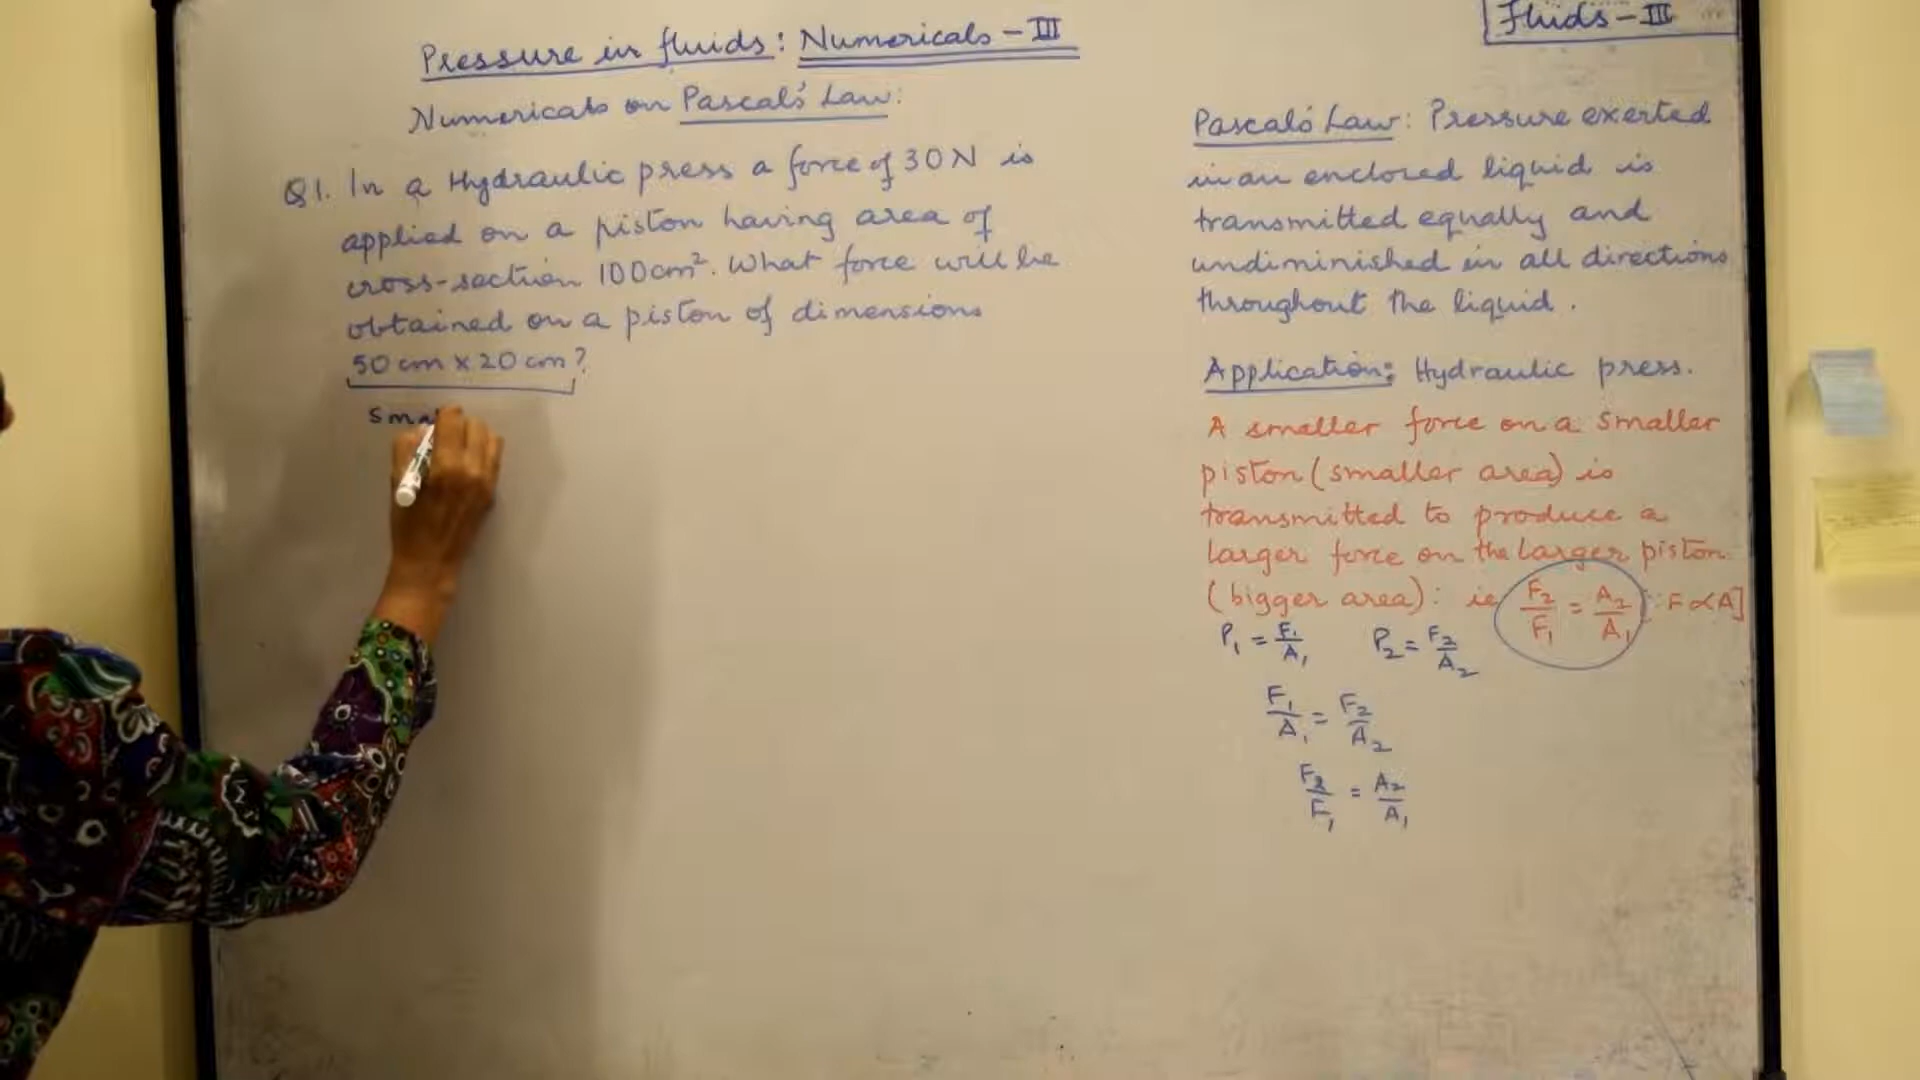 Pressure in fluids: Numericals - III
Numericals on Pascal's Law:
Q1. In a Hydraulic press a force of 30N is
applied on a piston having area of
cross-section 100cm². What force will be
obtained on a piston of dimensions
50 cm x 20 cm?
Fluids - III
Pascal's Law: Pressure exerted
in an enclosed liquid is
transmitted equally and
undiminished in all directions
throughout the liquid.
Application: Hydraulic press.
A smaller force on a smaller
piston (smaller area) is
transmitted to produce a
larger force on the larger piston
(bigger area): ie F₂/F₁ = A₂/A₁ F∝A]
P₁ = F₁/A₁ P₂ = F₂/A₂
F₁/A₁ = F₂/A₂
F₂/F₁ = A₂/A₁